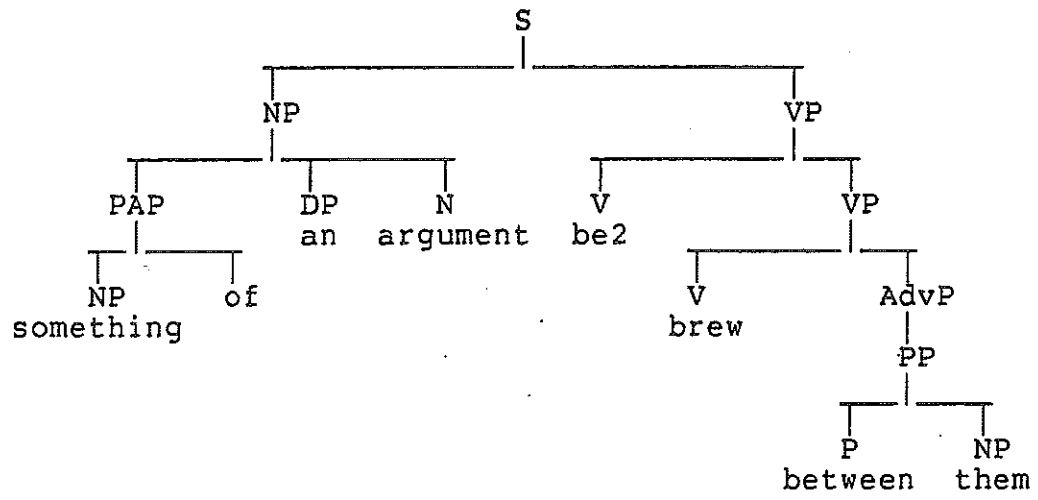 S
NP VP
PAP DP N V VP
an argument be2
NP of V AdvP
something brew
PP
P NP
between them